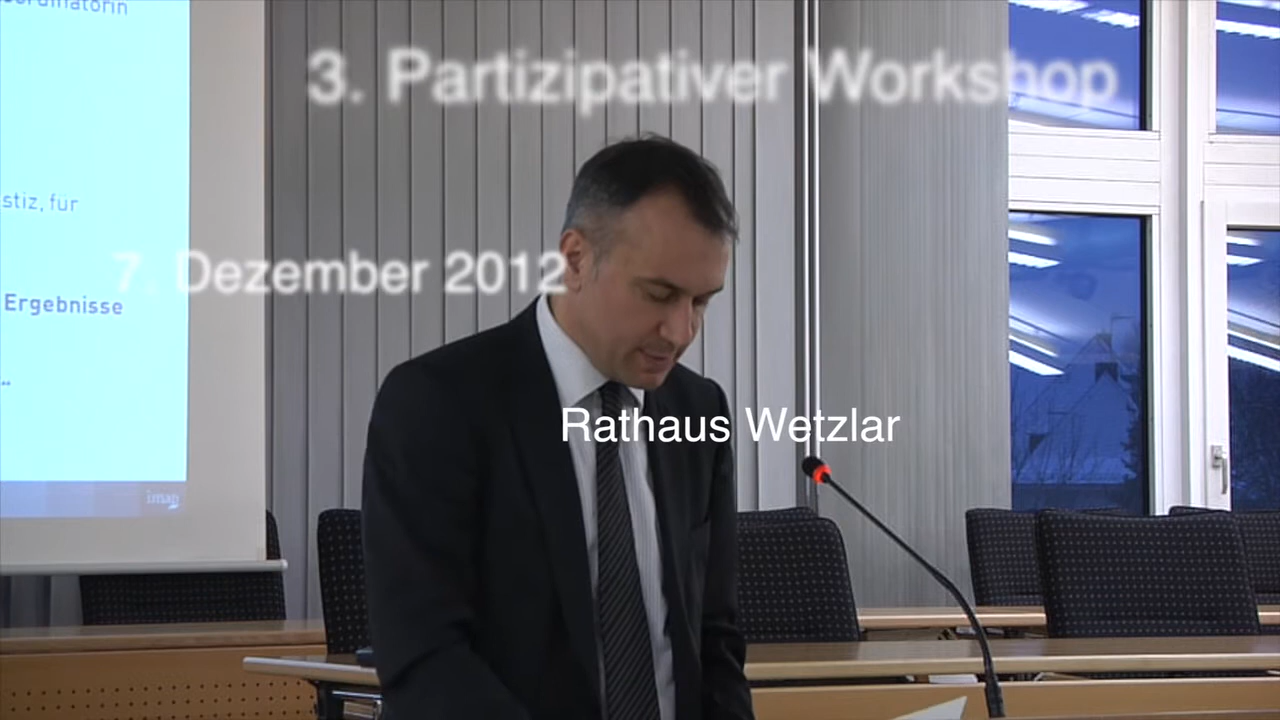 3. Partizipativer Workshop
stiz, für
7. Dezember 2012
Ergebnisse
Rathaus Wetzlar
imap